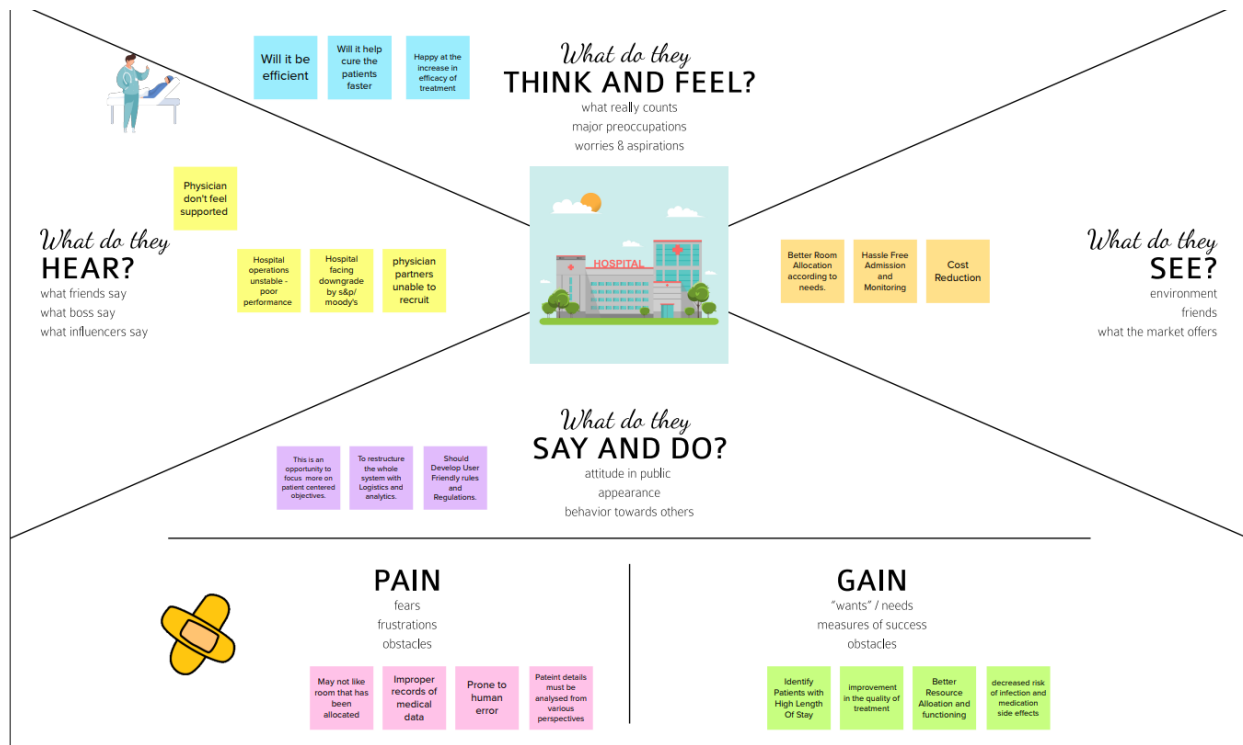 What do they
THINK AND FEEL?
what really counts
major preoccupations
worries & aspirations
Will it be
efficient
Will it help
cure the
patients
faster
Happy at the
increase in
efficacy of
treatment
What do they
HEAR?
what friends say
what boss say
what influencers say
Physician
don't feel
supported
Hospital
operations
unstable -
poor
performance
Hospital
facing
downgrade
by s&p/
moody's
physician
partners
unable to
recruit
HOSPITAL
What do they
SEE?
environment
friends
what the market offers
Better Room
Allocation
according to
needs.
Hassle Free
Admission
and
Monitoring
Cost
Reduction
What do they
SAY AND DO?
attitude in public
appearance
behavior towards others
This is an
opportunity to
focus more on
patient centered
objectives.
To restructure
the whole
system with
Logistics and
analytics.
Should
Develop User
Friendly rules
and
Regulations.
PAIN
fears
frustrations
obstacles
May not like
room that has
been
allocated
Improper
records of
medical
data
Prone to
human
error
Pateint details
must be
analysed from
various
perspectives
GAIN
"wants" / needs
measures of success
obstacles
Identify
Patients with
High Length
Of Stay
improvement
in the quality of
treatment
Better
Resource
Alloation and
functioning
decreased risk
of infection and
medication
side effects